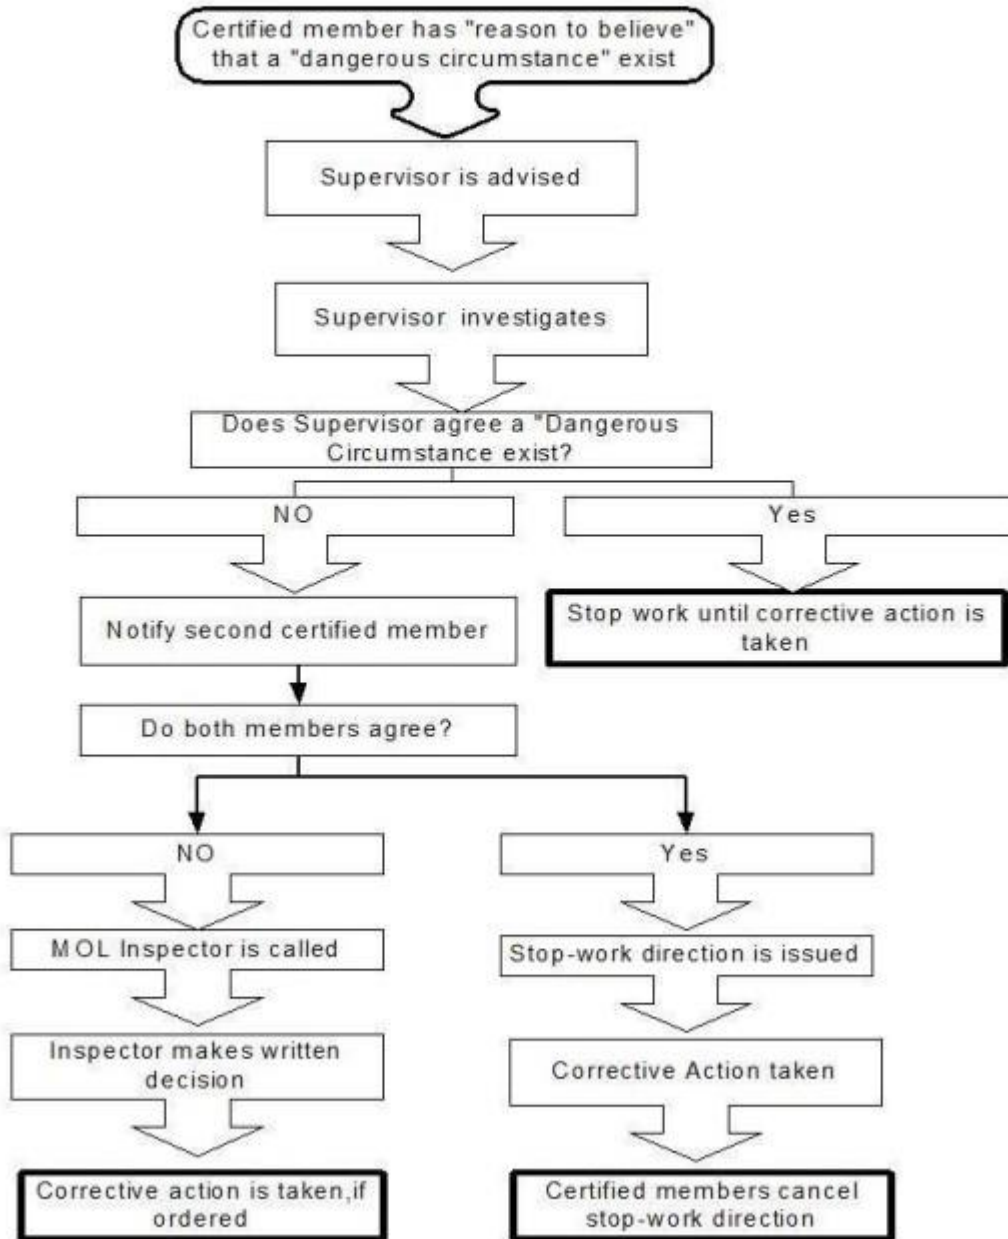 Certified member has "reason to believe"
that a "dangerous circumstance" exist
Supervisor is advised
Supervisor investigates
Does Supervisor agree a "Dangerous
Circumstance exist?
NO
Yes
Notify second certified member
Stop work until corrective action is
taken
Do both members agree?
NO
Yes
MOL Inspector is called
Stop-work direction is issued
Inspector makes written
decision
Corrective Action taken
Corrective action is taken,if
ordered
Certified members cancel
stop-work direction